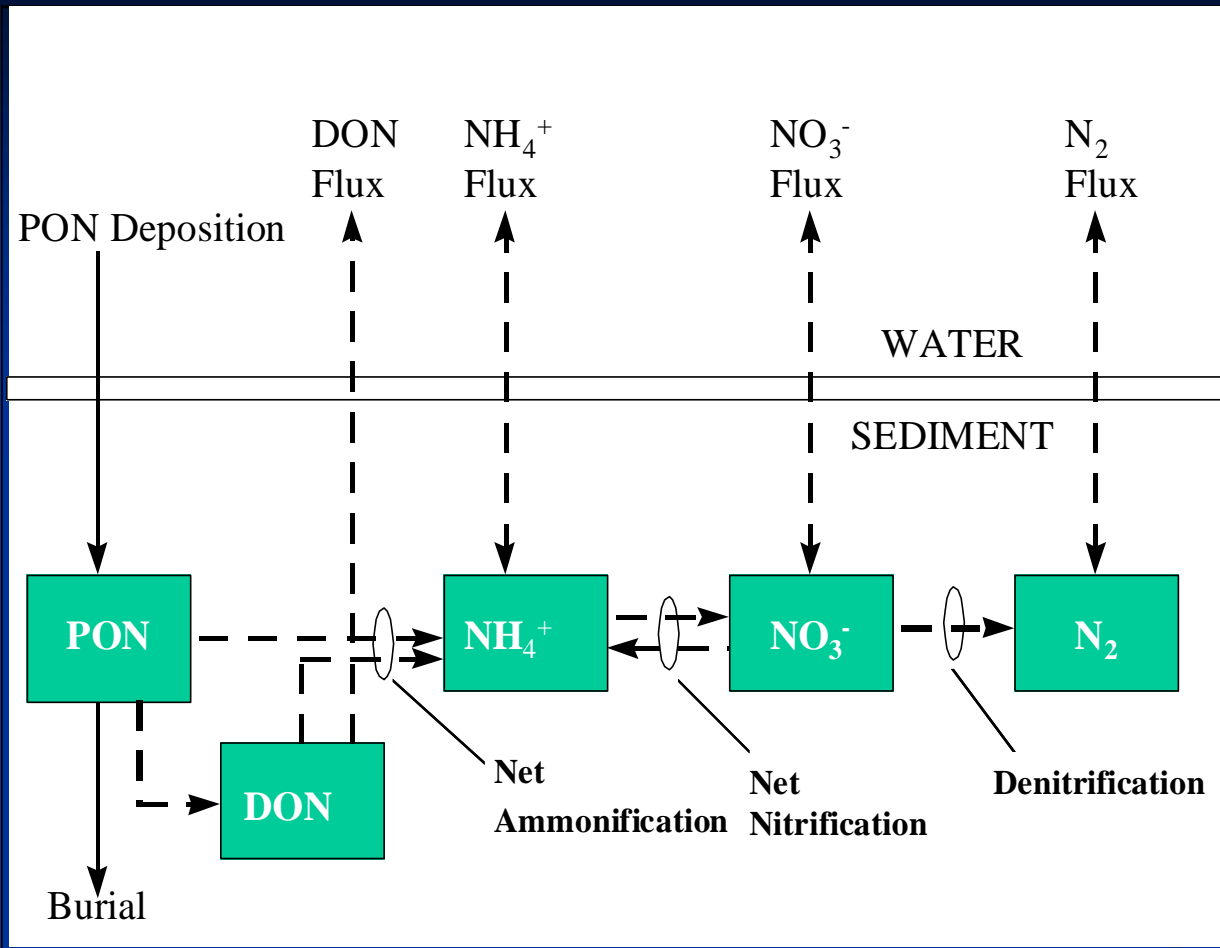 DON
Flux
NH₄⁺
Flux
NO₃⁻
Flux
N₂
Flux
PON Deposition
WATER
SEDIMENT
PON
NH₄⁺
NO₃⁻
N₂
DON
Net
Ammonification
Net
Nitrification
Denitrification
Burial